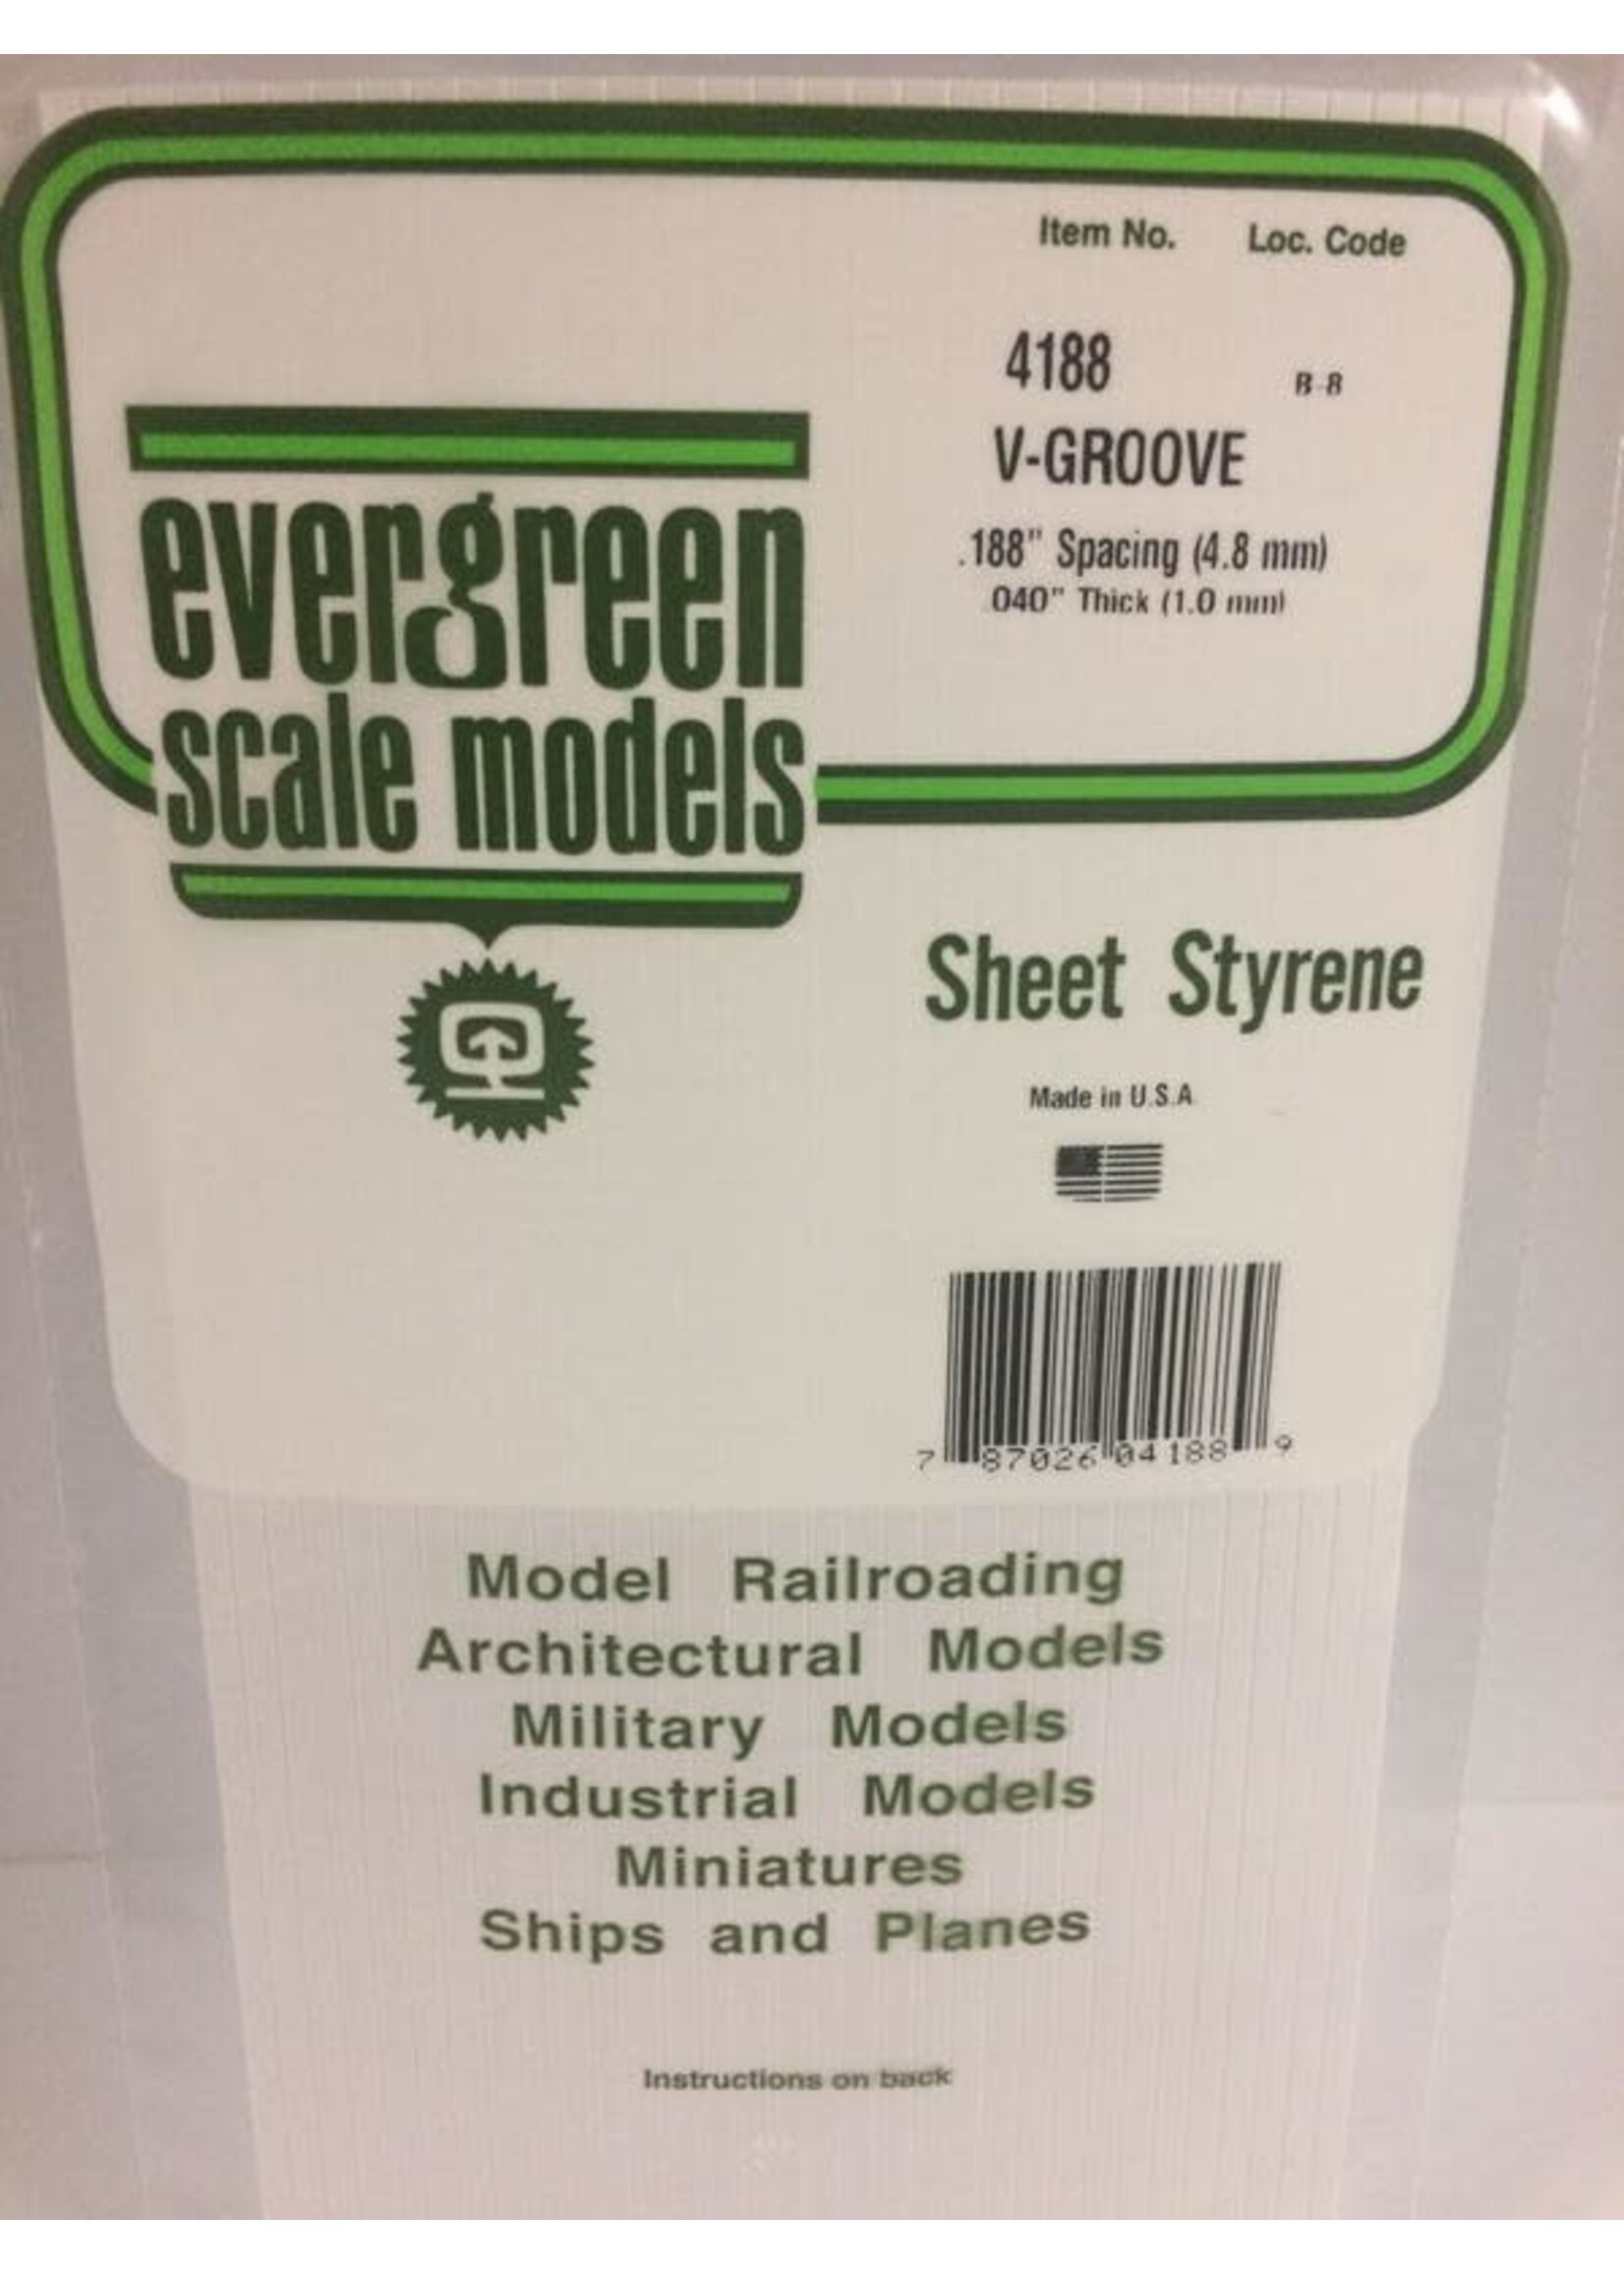 Item No. Loc. Code
4188 B-8
V-GROOVE
.188" Spacing (4.8 mm)
.040" Thick (1.0 mm)
evergreen
scale models
Sheet Styrene
Made in U.S.A
7 87026 04188 9
Model Railroading
Architectural Models
Military Models
Industrial Models
Miniatures
Ships and Planes
Instructions on back